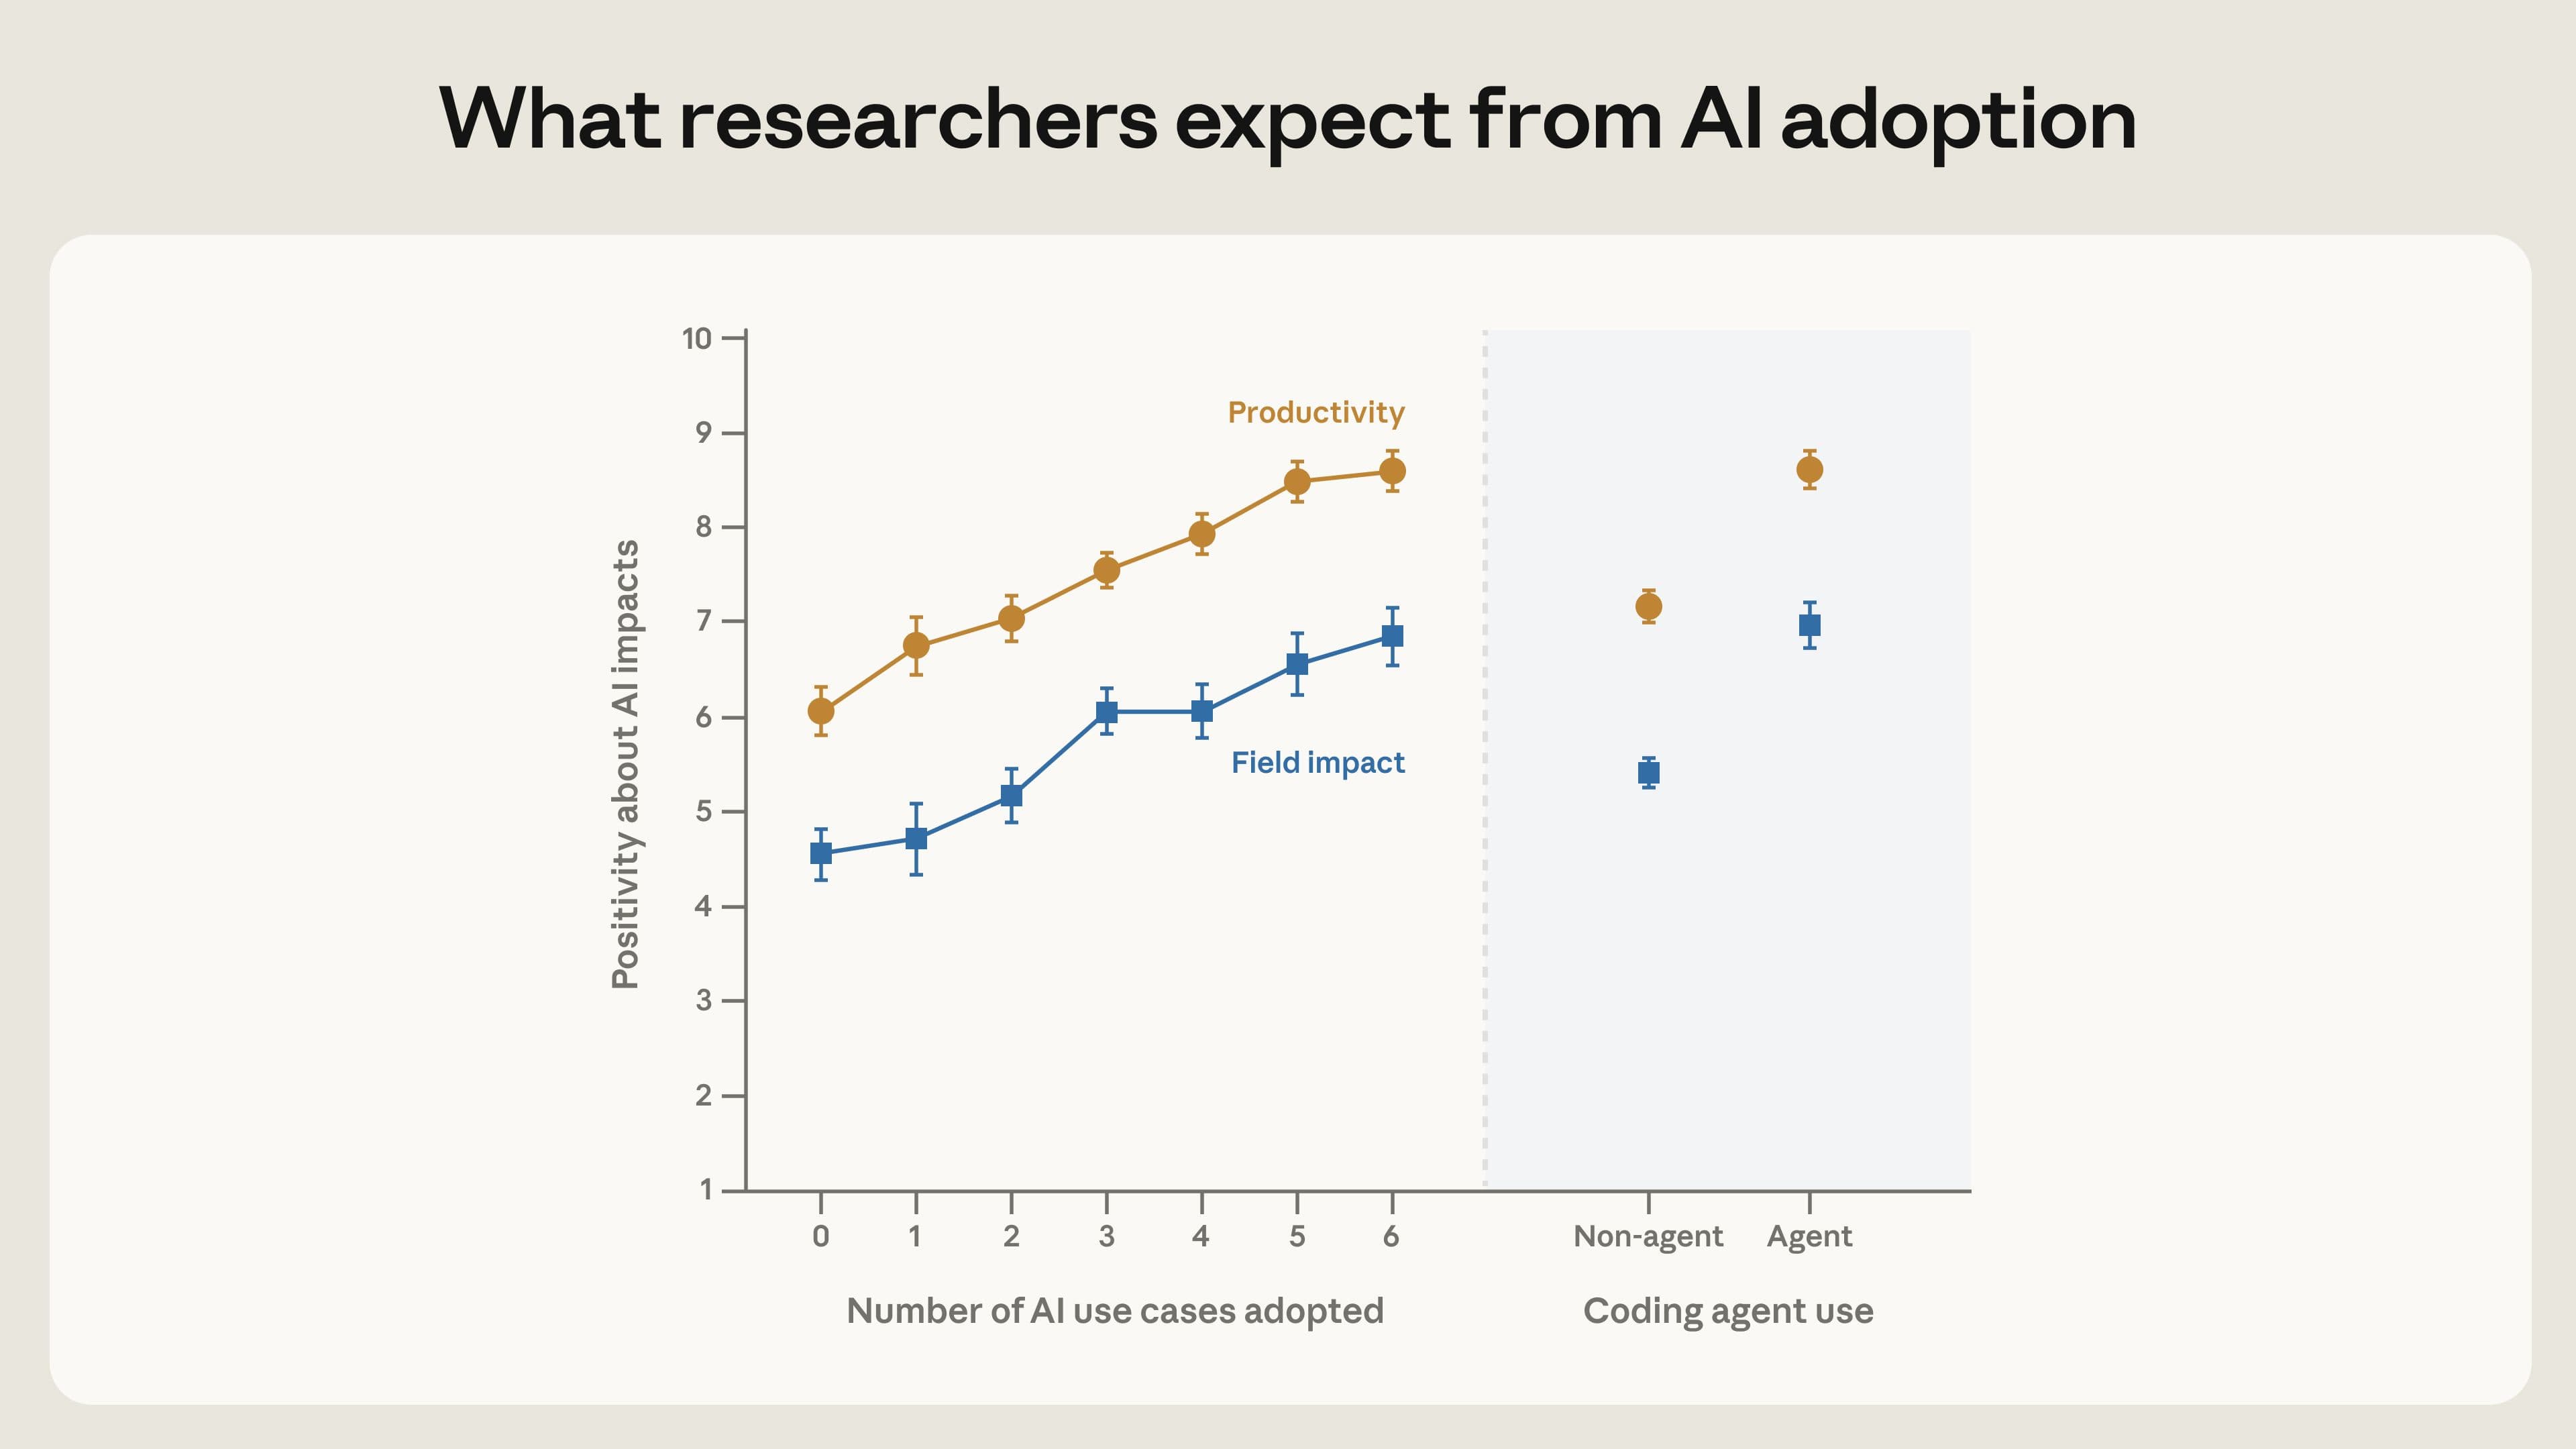 What researchers expect from AI adoption
Positivity about AI impacts
10
9
8
7
6
5
4
3
2
1
Productivity
Field impact
0 1 2 3 4 5 6
Non-agent Agent
Number of AI use cases adopted
Coding agent use